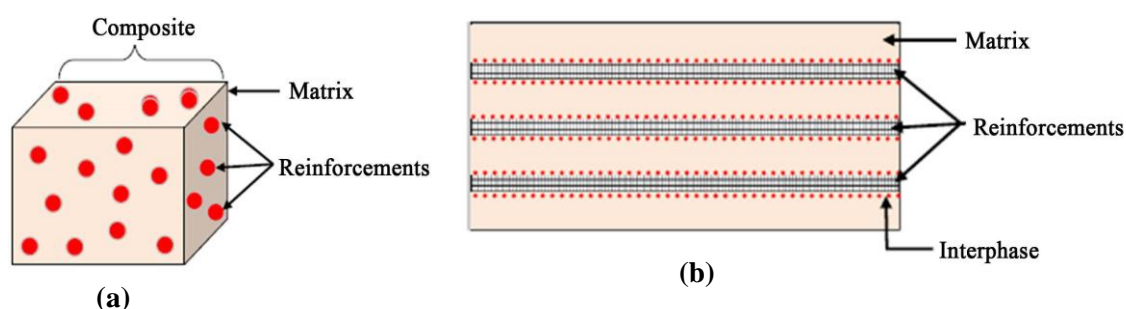 Composite
Matrix
Reinforcements
(a)
Matrix
Reinforcements
Interphase
(b)